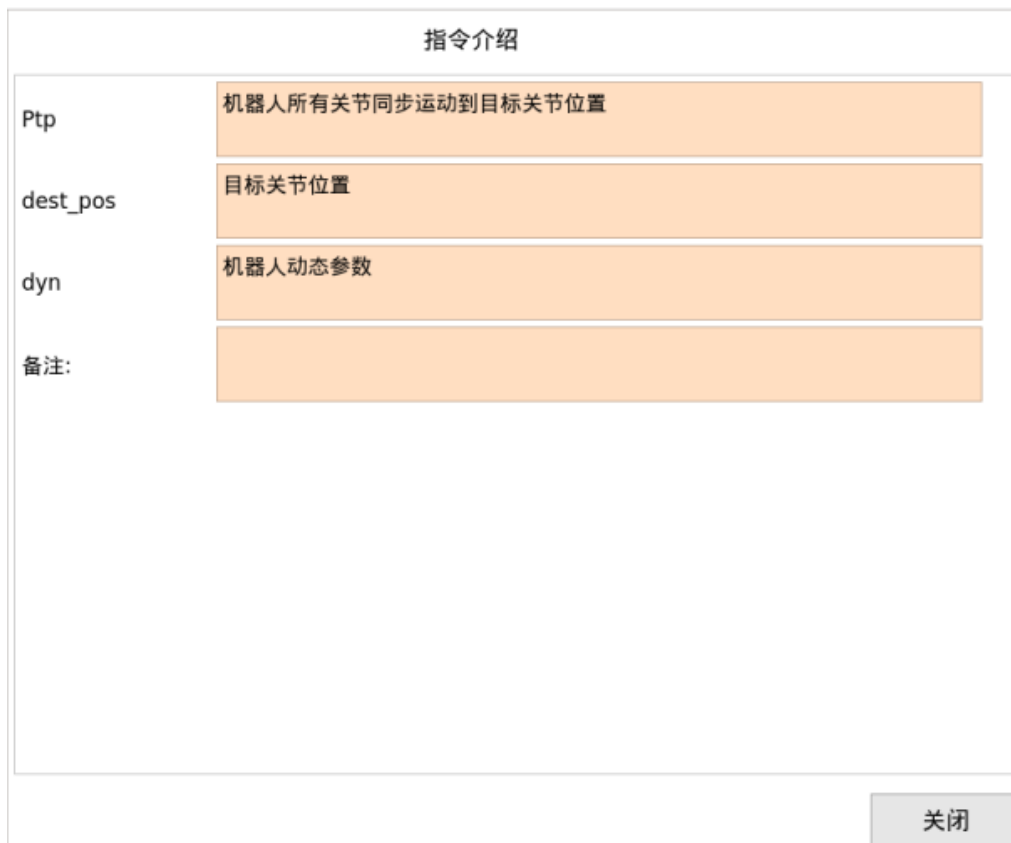 指令介绍
Ptp
机器人所有关节同步运动到目标关节位置
dest_pos
目标关节位置
dyn
机器人动态参数
备注:
关闭